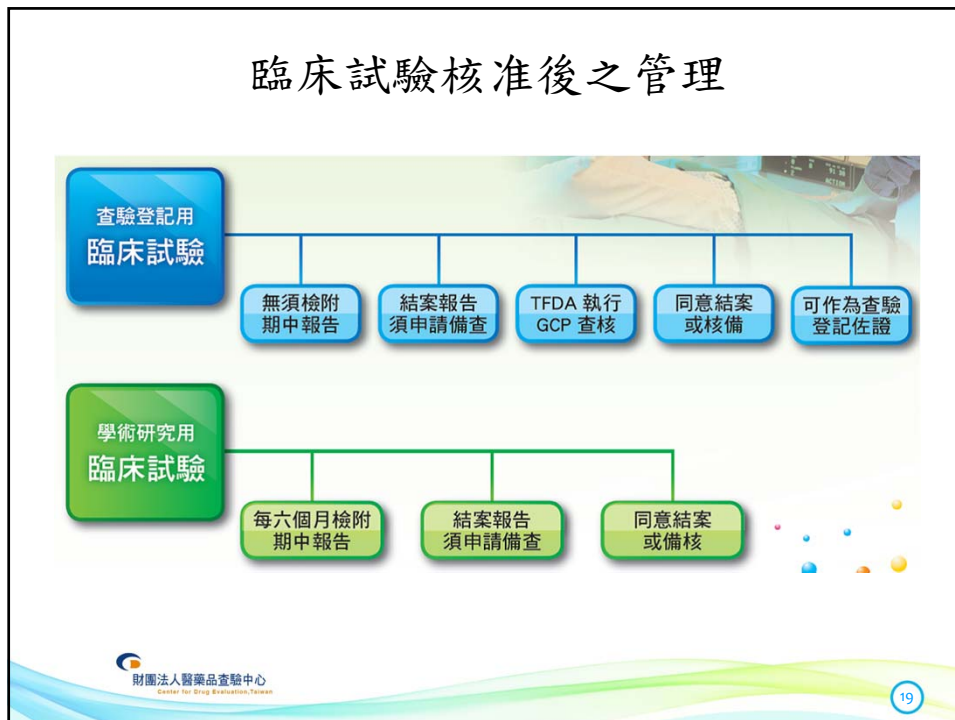 臨床試驗核准後之管理
查驗登記用
臨床試驗
無須檢附
期中報告
結案報告
須申請備查
TFDA 執行
GCP 查核
同意結案
或核備
可作為查驗
登記佐證
學術研究用
臨床試驗
每六個月檢附
期中報告
結案報告
須申請備查
同意結案
或備核
財團法人醫藥品查驗中心
Center for Drug Evaluation,Taiwan
19